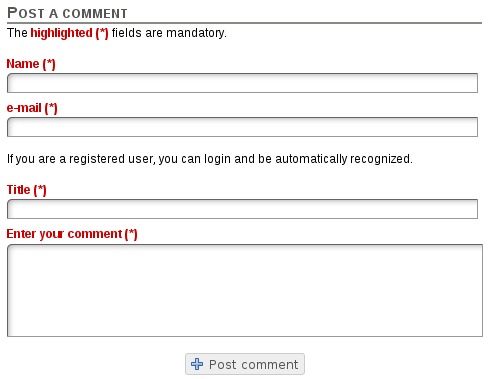 POST A COMMENT
The highlighted (*) fields are mandatory.
Name (*)
e-mail (*)
If you are a registered user, you can login and be automatically recognized.
Title (*)
Enter your comment (*)
Post comment